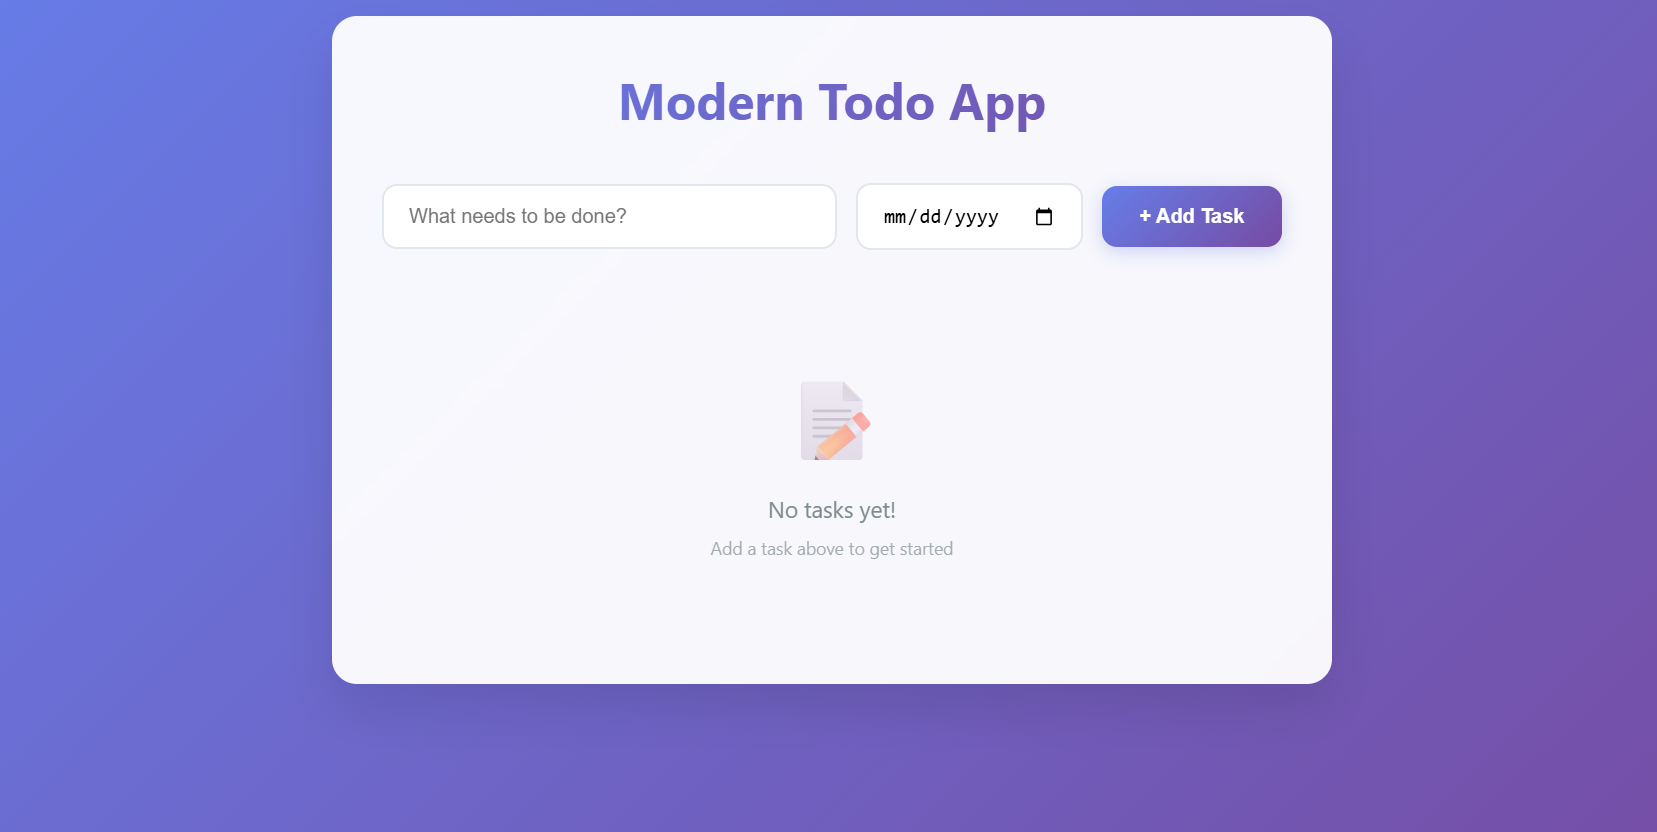 Modern Todo App
What needs to be done?
mm/dd/yyyy
+ Add Task
No tasks yet!
Add a task above to get started